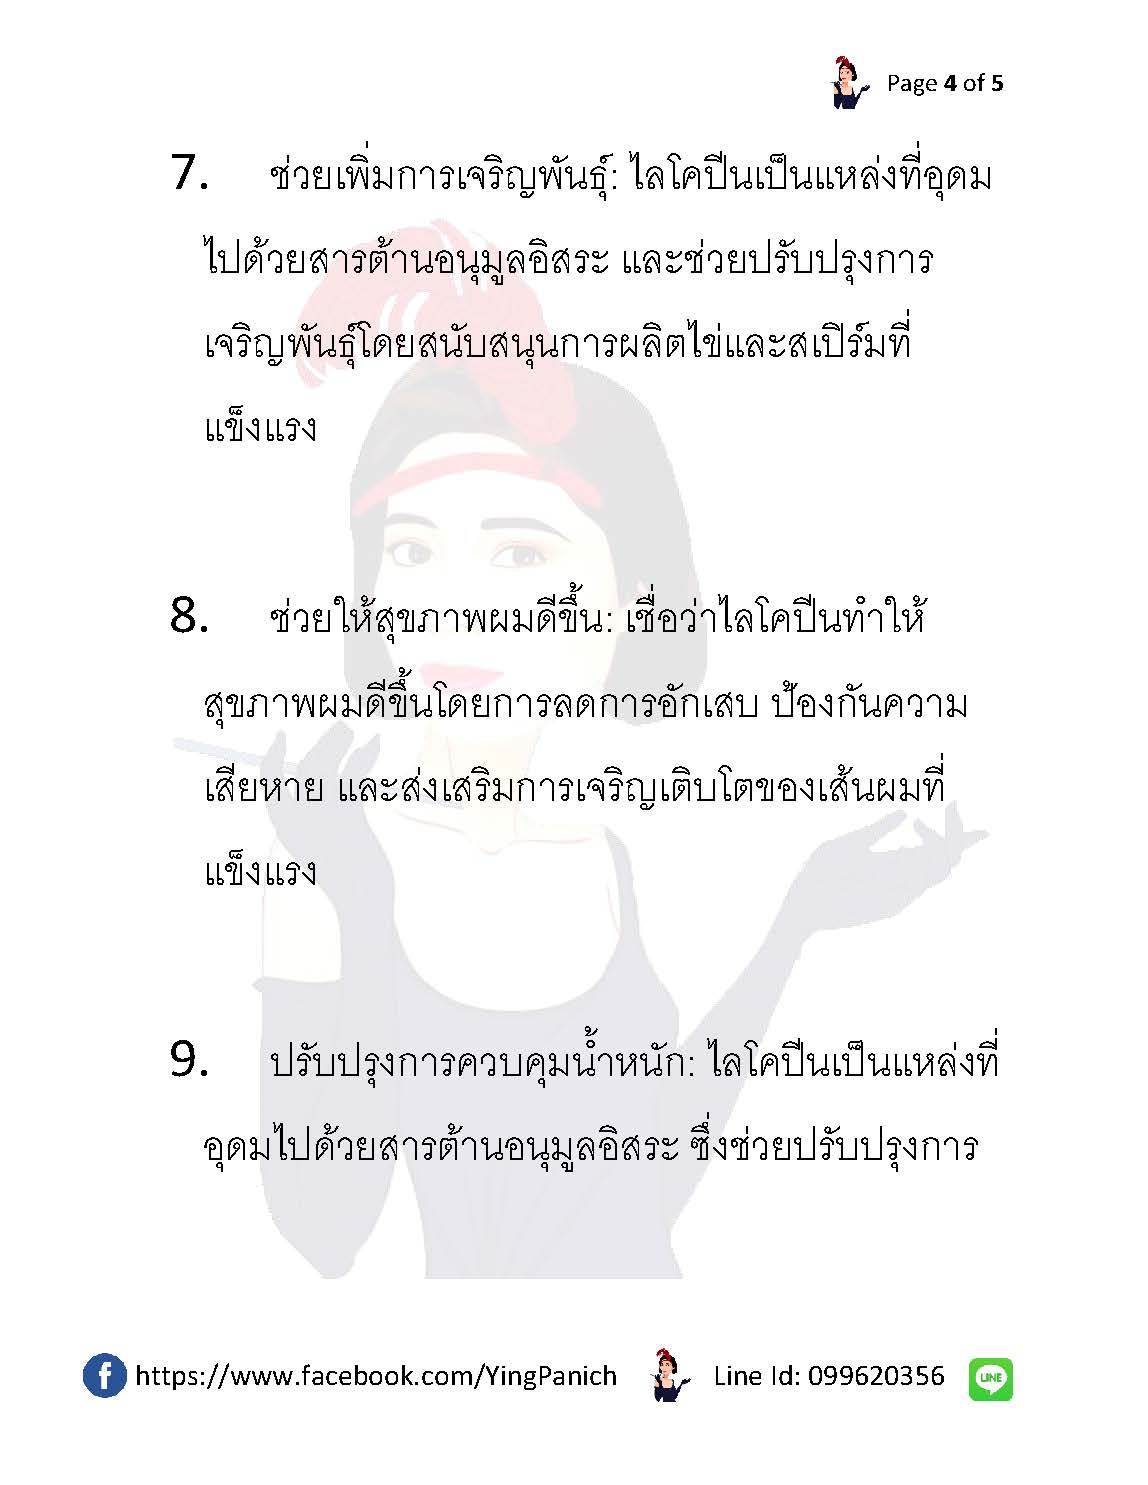 Page 4 of 5
7. ช่วยเพิ่มการเจริญพันธุ์: ไลโคปีนเป็นแหล่งที่อุดม
ไปด้วยสารต้านอนุมูลอิสระ และช่วยปรับปรุงการ
เจริญพันธุ์โดยสนับสนุนการผลิตไข่และสเปิร์มที่
แข็งแรง
8. ช่วยให้สุขภาพผมดีขึ้น: เชื่อว่าไลโคปีนทำให้
สุขภาพผมดีขึ้นโดยการลดการอักเสบ ป้องกันความ
เสียหาย และส่งเสริมการเจริญเติบโตของเส้นผมที่
แข็งแรง
9. ปรับปรุงการควบคุมน้ำหนัก: ไลโคปีนเป็นแหล่งที่
อุดมไปด้วยสารต้านอนุมูลอิสระ ซึ่งช่วยปรับปรุงการ
https://www.facebook.com/YingPanich Line Id: 099620356 LINE